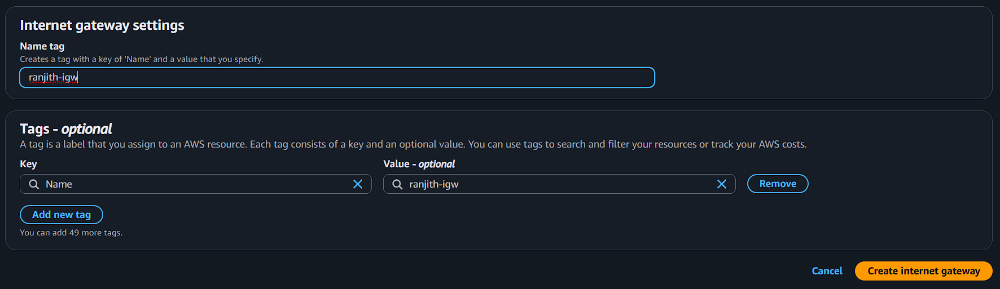 Internet gateway settings
Name tag
Creates a tag with a key of 'Name' and a value that you specify.
ranjith-igw
Tags - optional
A tag is a label that you assign to an AWS resource. Each tag consists of a key and an optional value. You can use tags to search and filter your resources or track your AWS costs.
Key Value - optional
Name ranjith-igw Remove
Add new tag
You can add 49 more tags.
Cancel Create internet gateway